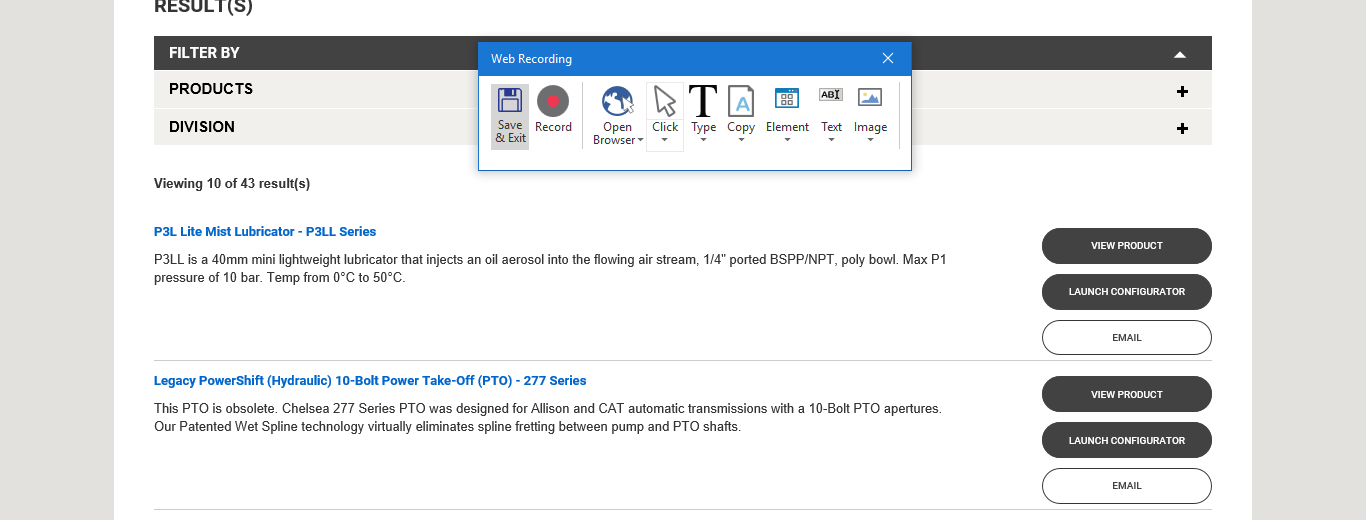 RESULT(S)
FILTER BY
PRODUCTS
DIVISION
Web Recording
Save & Exit
Record
Open Browser
Click
Type
Copy
Element
Text
Image
Viewing 10 of 43 result(s)
P3L Lite Mist Lubricator - P3LL Series
P3LL is a 40mm mini lightweight lubricator that injects an oil aerosol into the flowing air stream, 1/4" ported BSPP/NPT, poly bowl. Max P1
pressure of 10 bar. Temp from 0°C to 50°C.
VIEW PRODUCT
LAUNCH CONFIGURATOR
EMAIL
Legacy PowerShift (Hydraulic) 10-Bolt Power Take-Off (PTO) - 277 Series
This PTO is obsolete. Chelsea 277 Series PTO was designed for Allison and CAT automatic transmissions with a 10-Bolt PTO apertures.
Our Patented Wet Spline technology virtually eliminates spline fretting between pump and PTO shafts.
VIEW PRODUCT
LAUNCH CONFIGURATOR
EMAIL